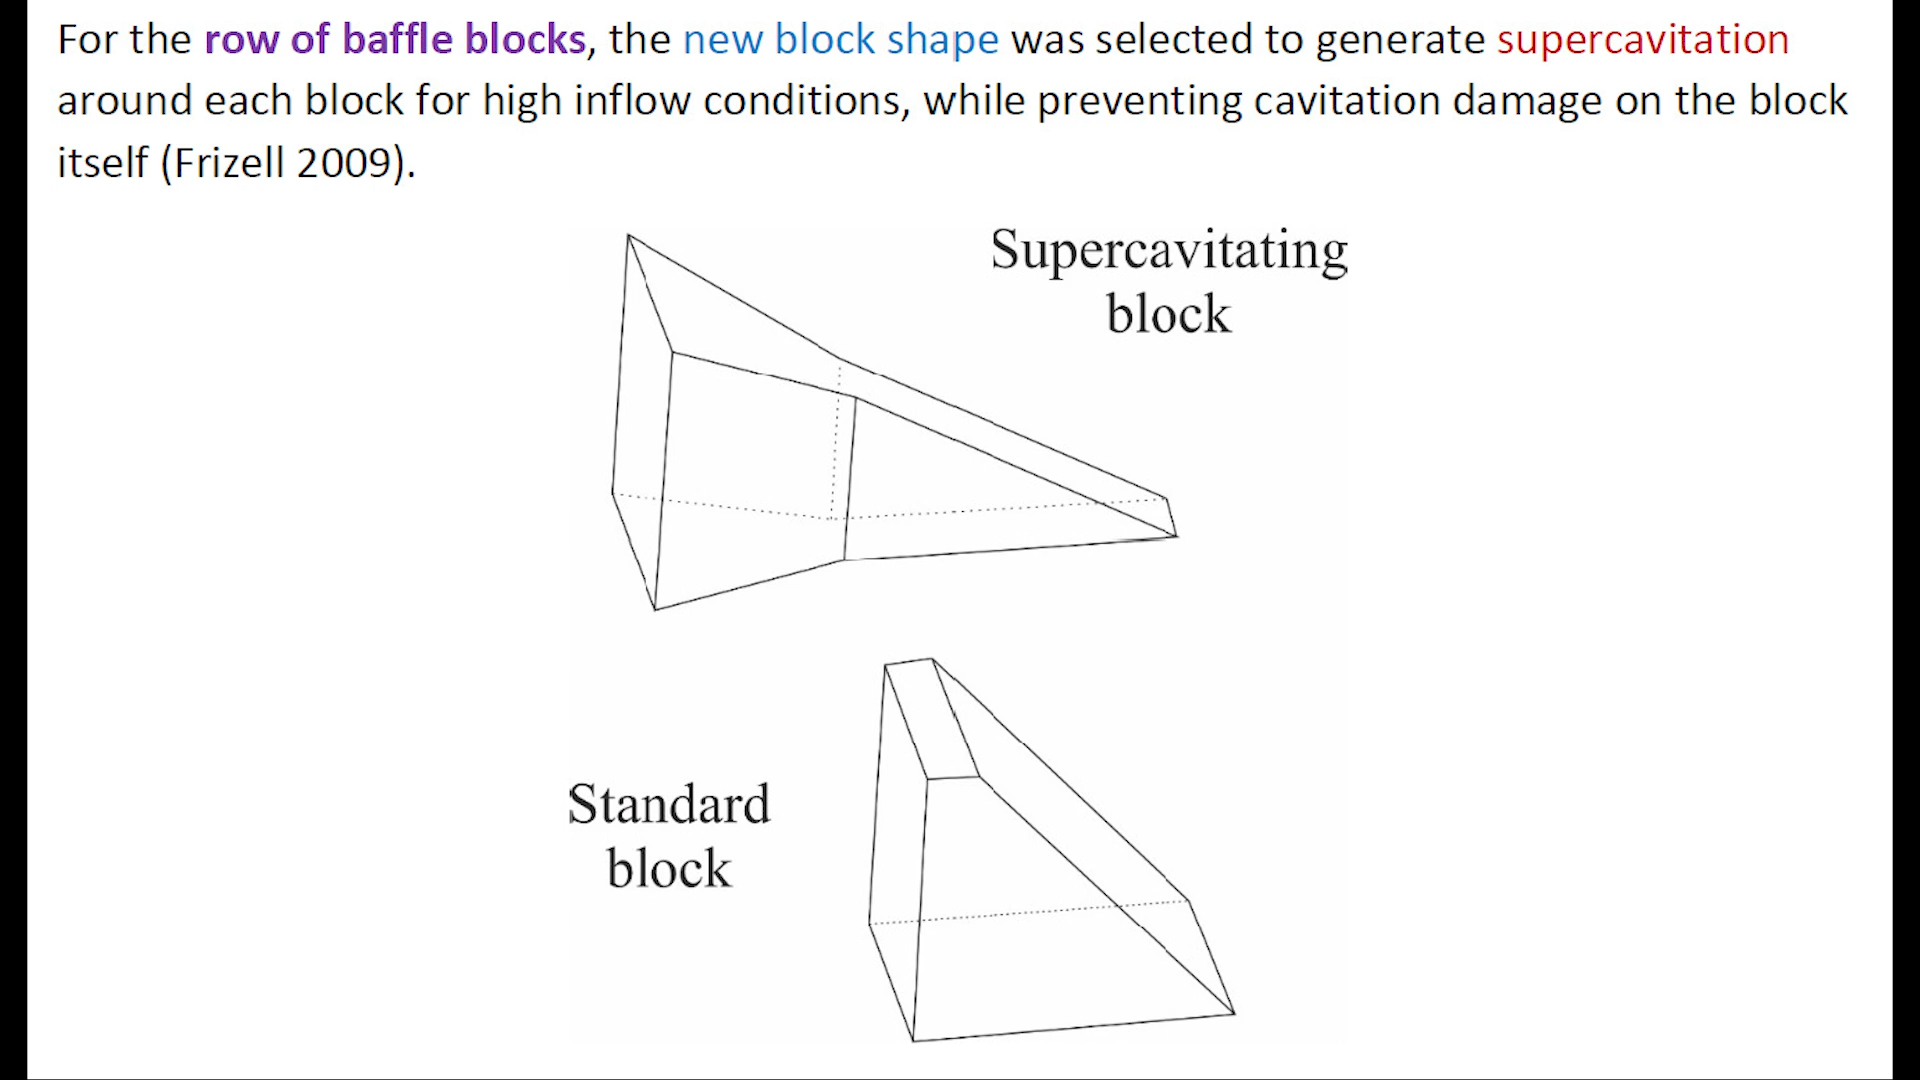 For the row of baffle blocks, the new block shape was selected to generate supercavitation
around each block for high inflow conditions, while preventing cavitation damage on the block
itself (Frizell 2009).
Supercavitating
block
Standard
block